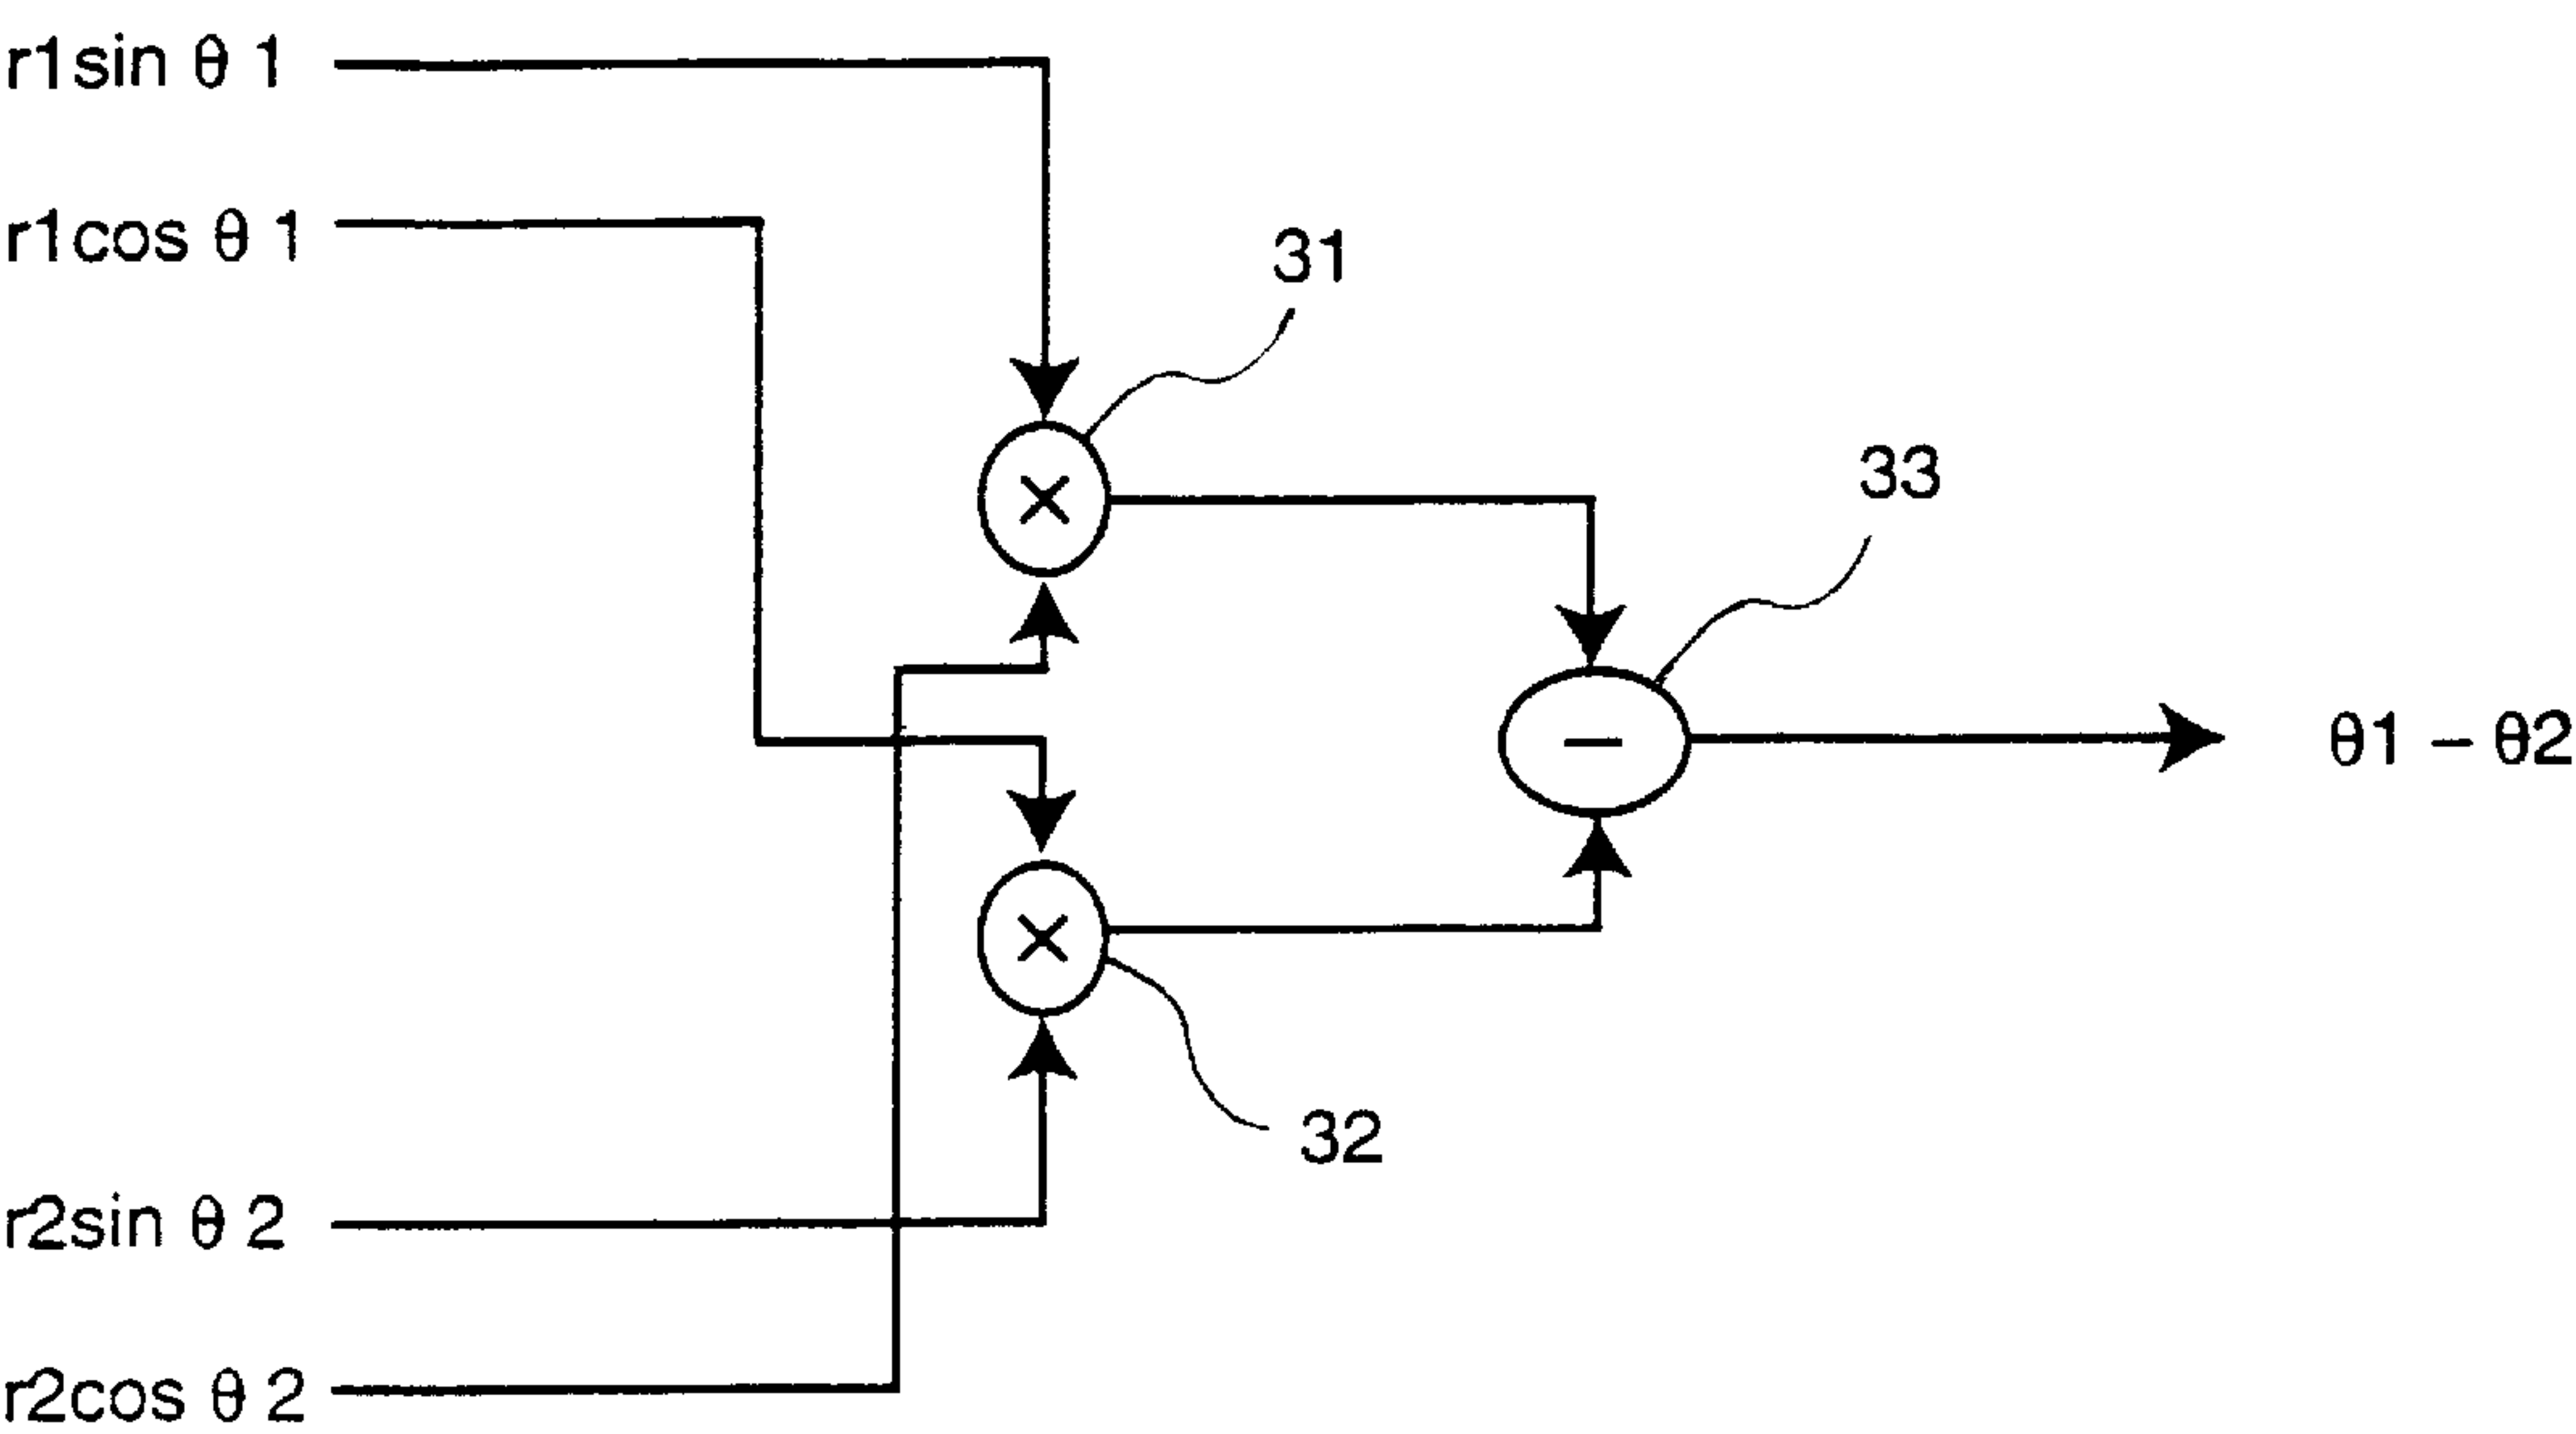 r1sin θ 1
r1cos θ 1
31
×
33
−
θ1 − θ2
×
32
r2sin θ 2
r2cos θ 2